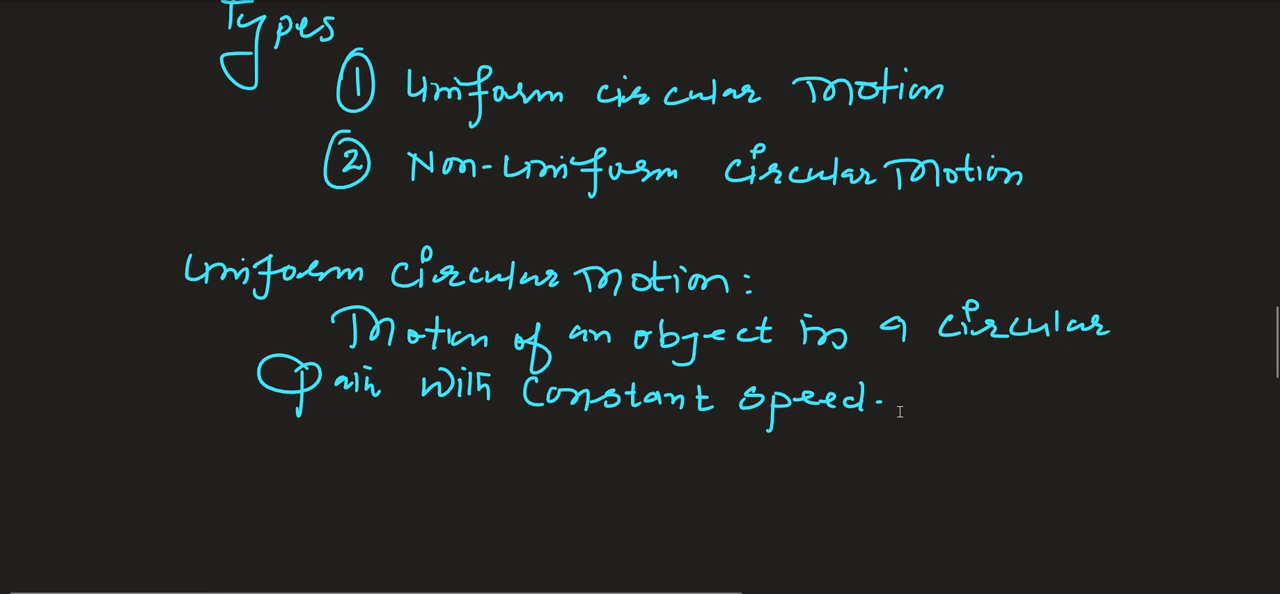 Types
① Uniform circular Motion
② Non-Uniform circular Motion
Uniform circular Motion:
Motion of an object in a circular
Path with Constant speed.